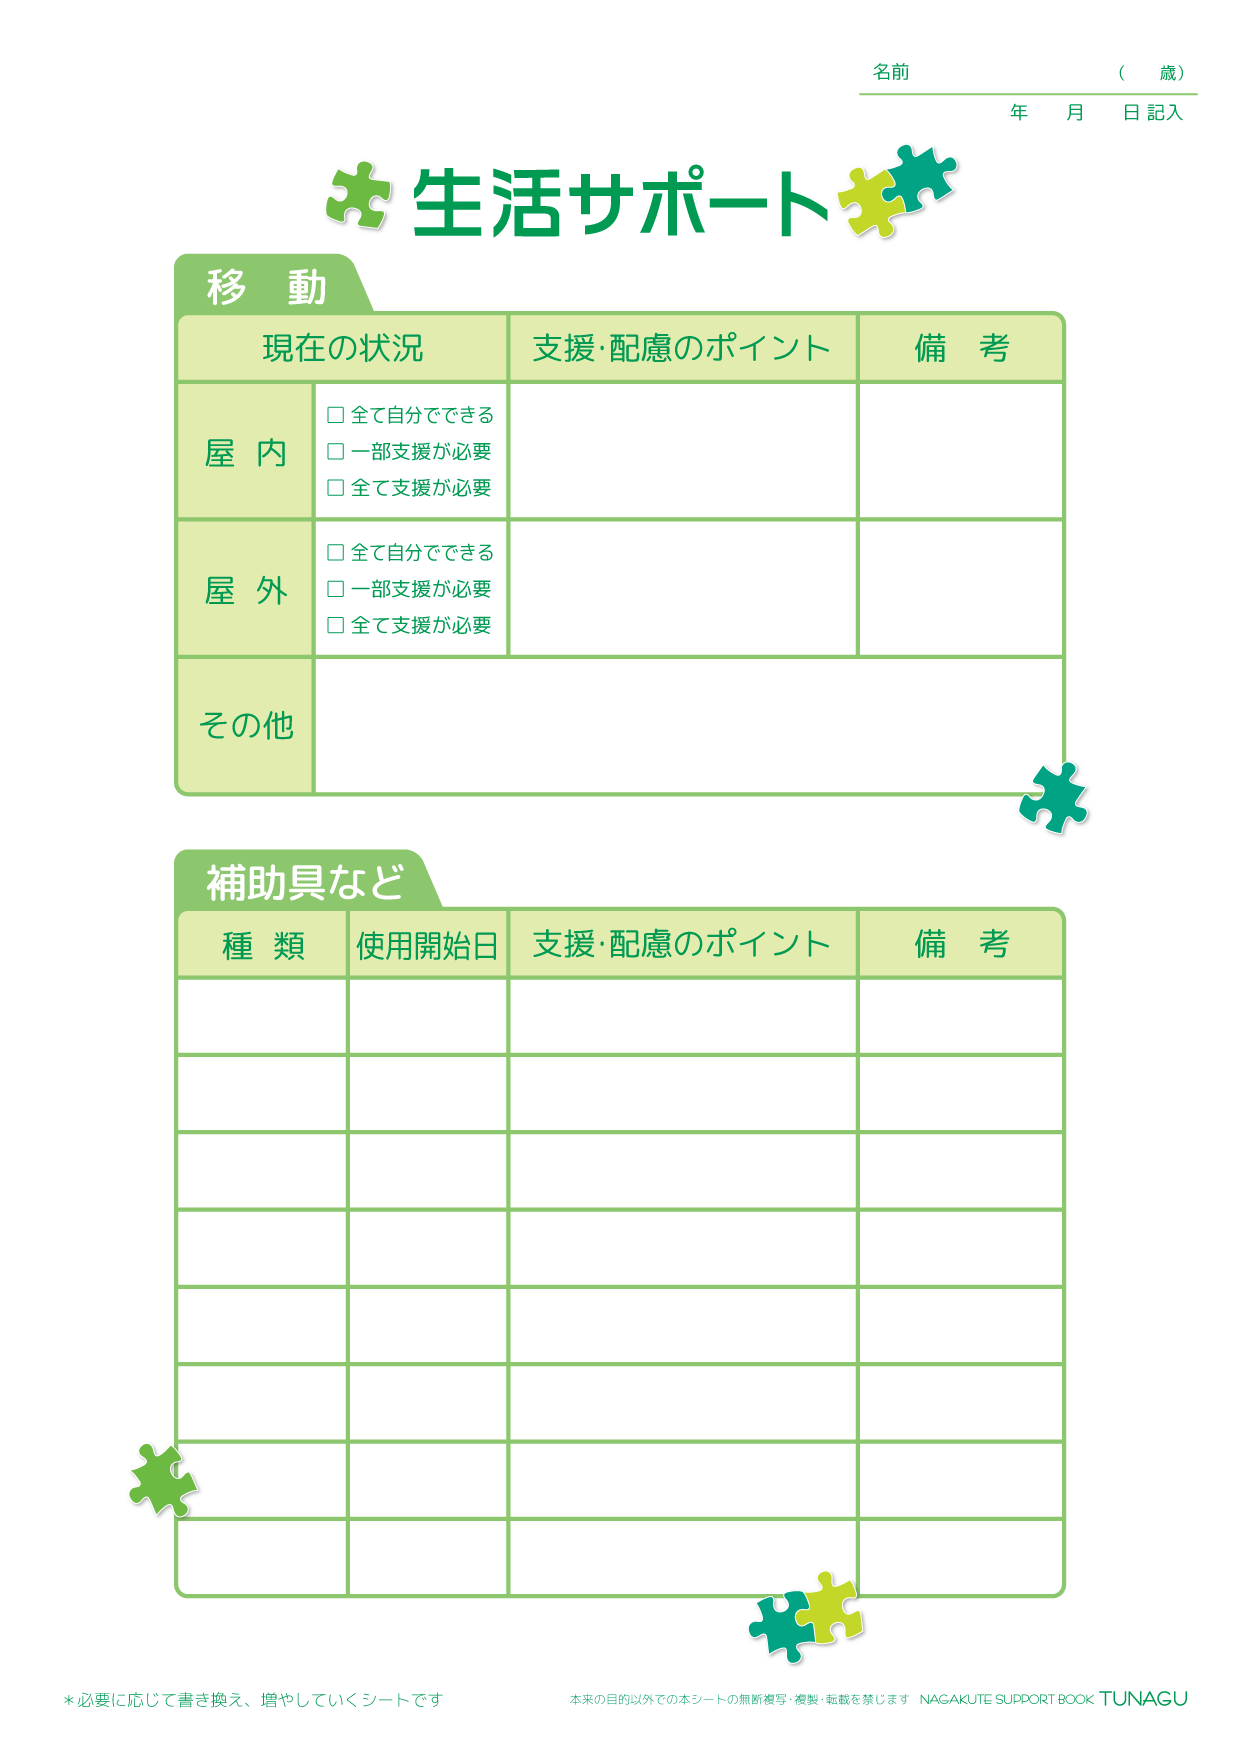 名前　（　歳）
年　月　日 記入
生活サポート
移　動
現在の状況　支援・配慮のポイント　備　考
屋　内
□ 全て自分でできる
□ 一部支援が必要
□ 全て支援が必要
屋　外
□ 全て自分でできる
□ 一部支援が必要
□ 全て支援が必要
その他
補助具など
種　類　使用開始日　支援・配慮のポイント　備　考
＊必要に応じて書き換え、増やしていくシートです
本来の目的以外での本シートの無断複写・複製・転載を禁じます　NAGAKUTE SUPPORT BOOK TUNAGU